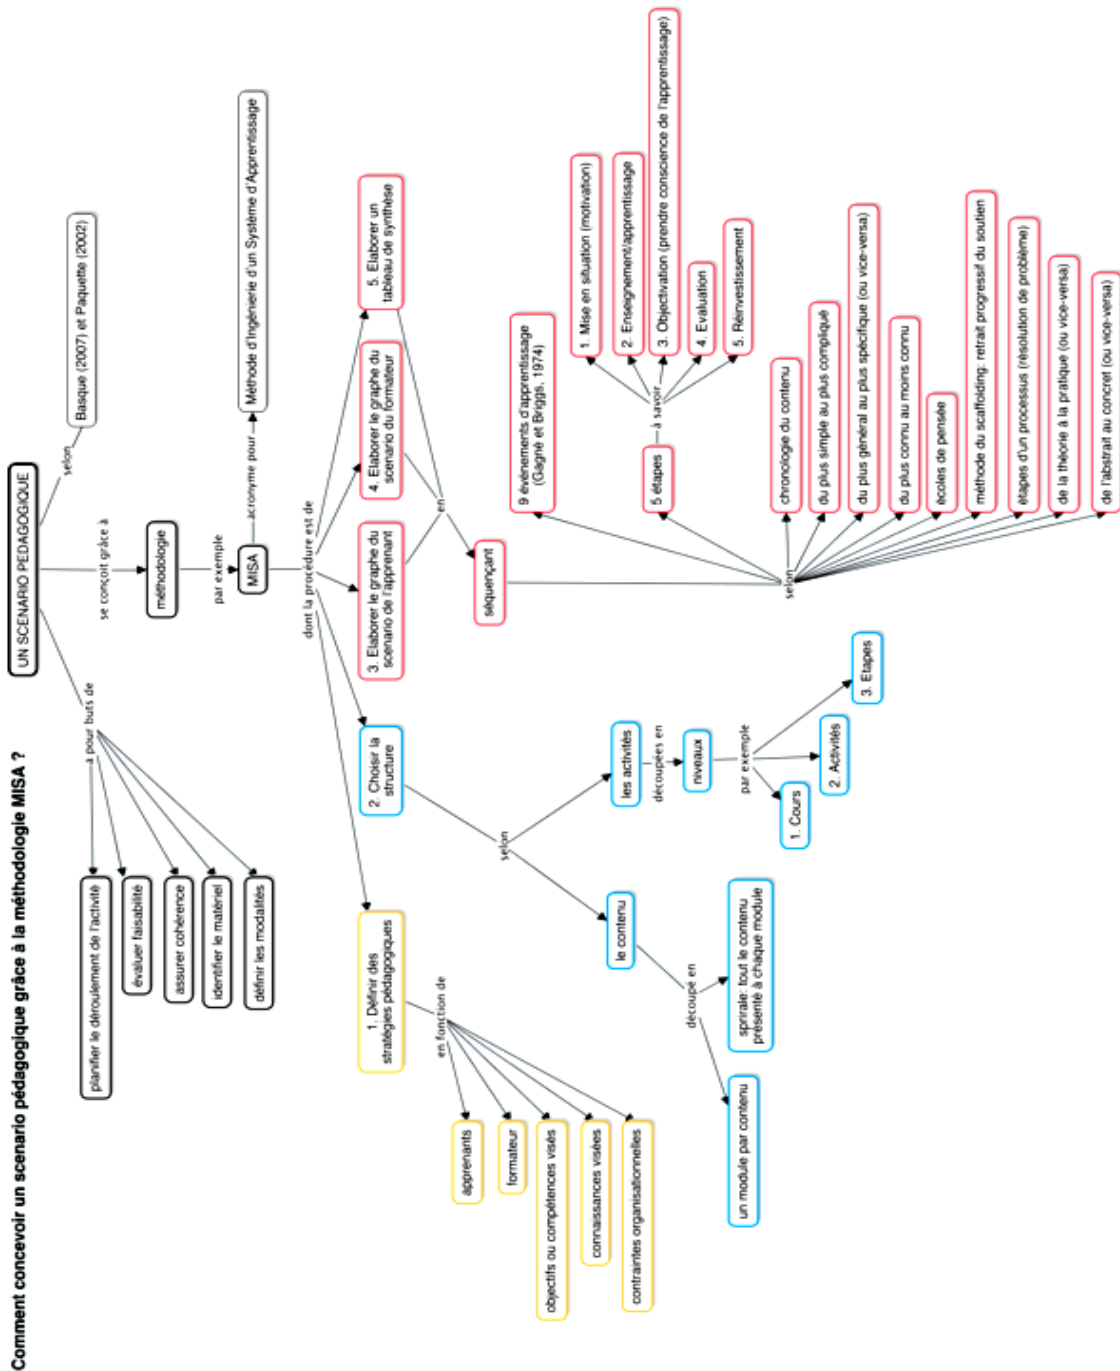 Comment concevoir un scenario pédagogique grâce à la méthodologie MISA ?
UN SCENARIO PEDAGOGIQUE
selon
Basque (2007) et Paquette (2002)
a pour buts de
planifier le déroulement de l'activité
évaluer faisabilité
assurer cohérence
identifier le matériel
définir les modalités
se conçoit grâce à
méthodologie
par exemple
MISA
acronyme pour
Méthode d'Ingénierie d'un Système d'Apprentissage
dont la procédure est de
1. Définir des
stratégies pédagogiques
en fonction de
apprenants
formateur
objectifs ou compétences visés
connaissances visées
contraintes organisationnelles
2. Choisir la
structure
selon
le contenu
découpé en
un module par contenu
sprirale: tout le contenu
présenté à chaque module
les activités
découpées en
niveaux
par exemple
1. Cours
2. Activités
3. Etapes
3. Elaborer le graphe du
scenario de l'apprenant
4. Elaborer le graphe du
scenario du formateur
5. Elaborer un
tableau de synthèse
en
séquençant
selon
9 événements d'apprentissage
(Gagné et Briggs, 1974)
5 étapes
à savoir
1. Mise en situation (motivation)
2. Enseignement/apprentissage
3. Objectivation (prendre conscience de l'apprentissage)
4. Evaluation
5. Réinvestissement
chronologie du contenu
du plus simple au plus compliqué
du plus général au plus spécifique (ou vice-versa)
du plus connu au moins connu
écoles de pensée
méthode du scaffolding: retrait progressif du soutien
étapes d'un processus (résolution de problème)
de la théorie à la pratique (ou vice-versa)
de l'abstrait au concret (ou vice-versa)